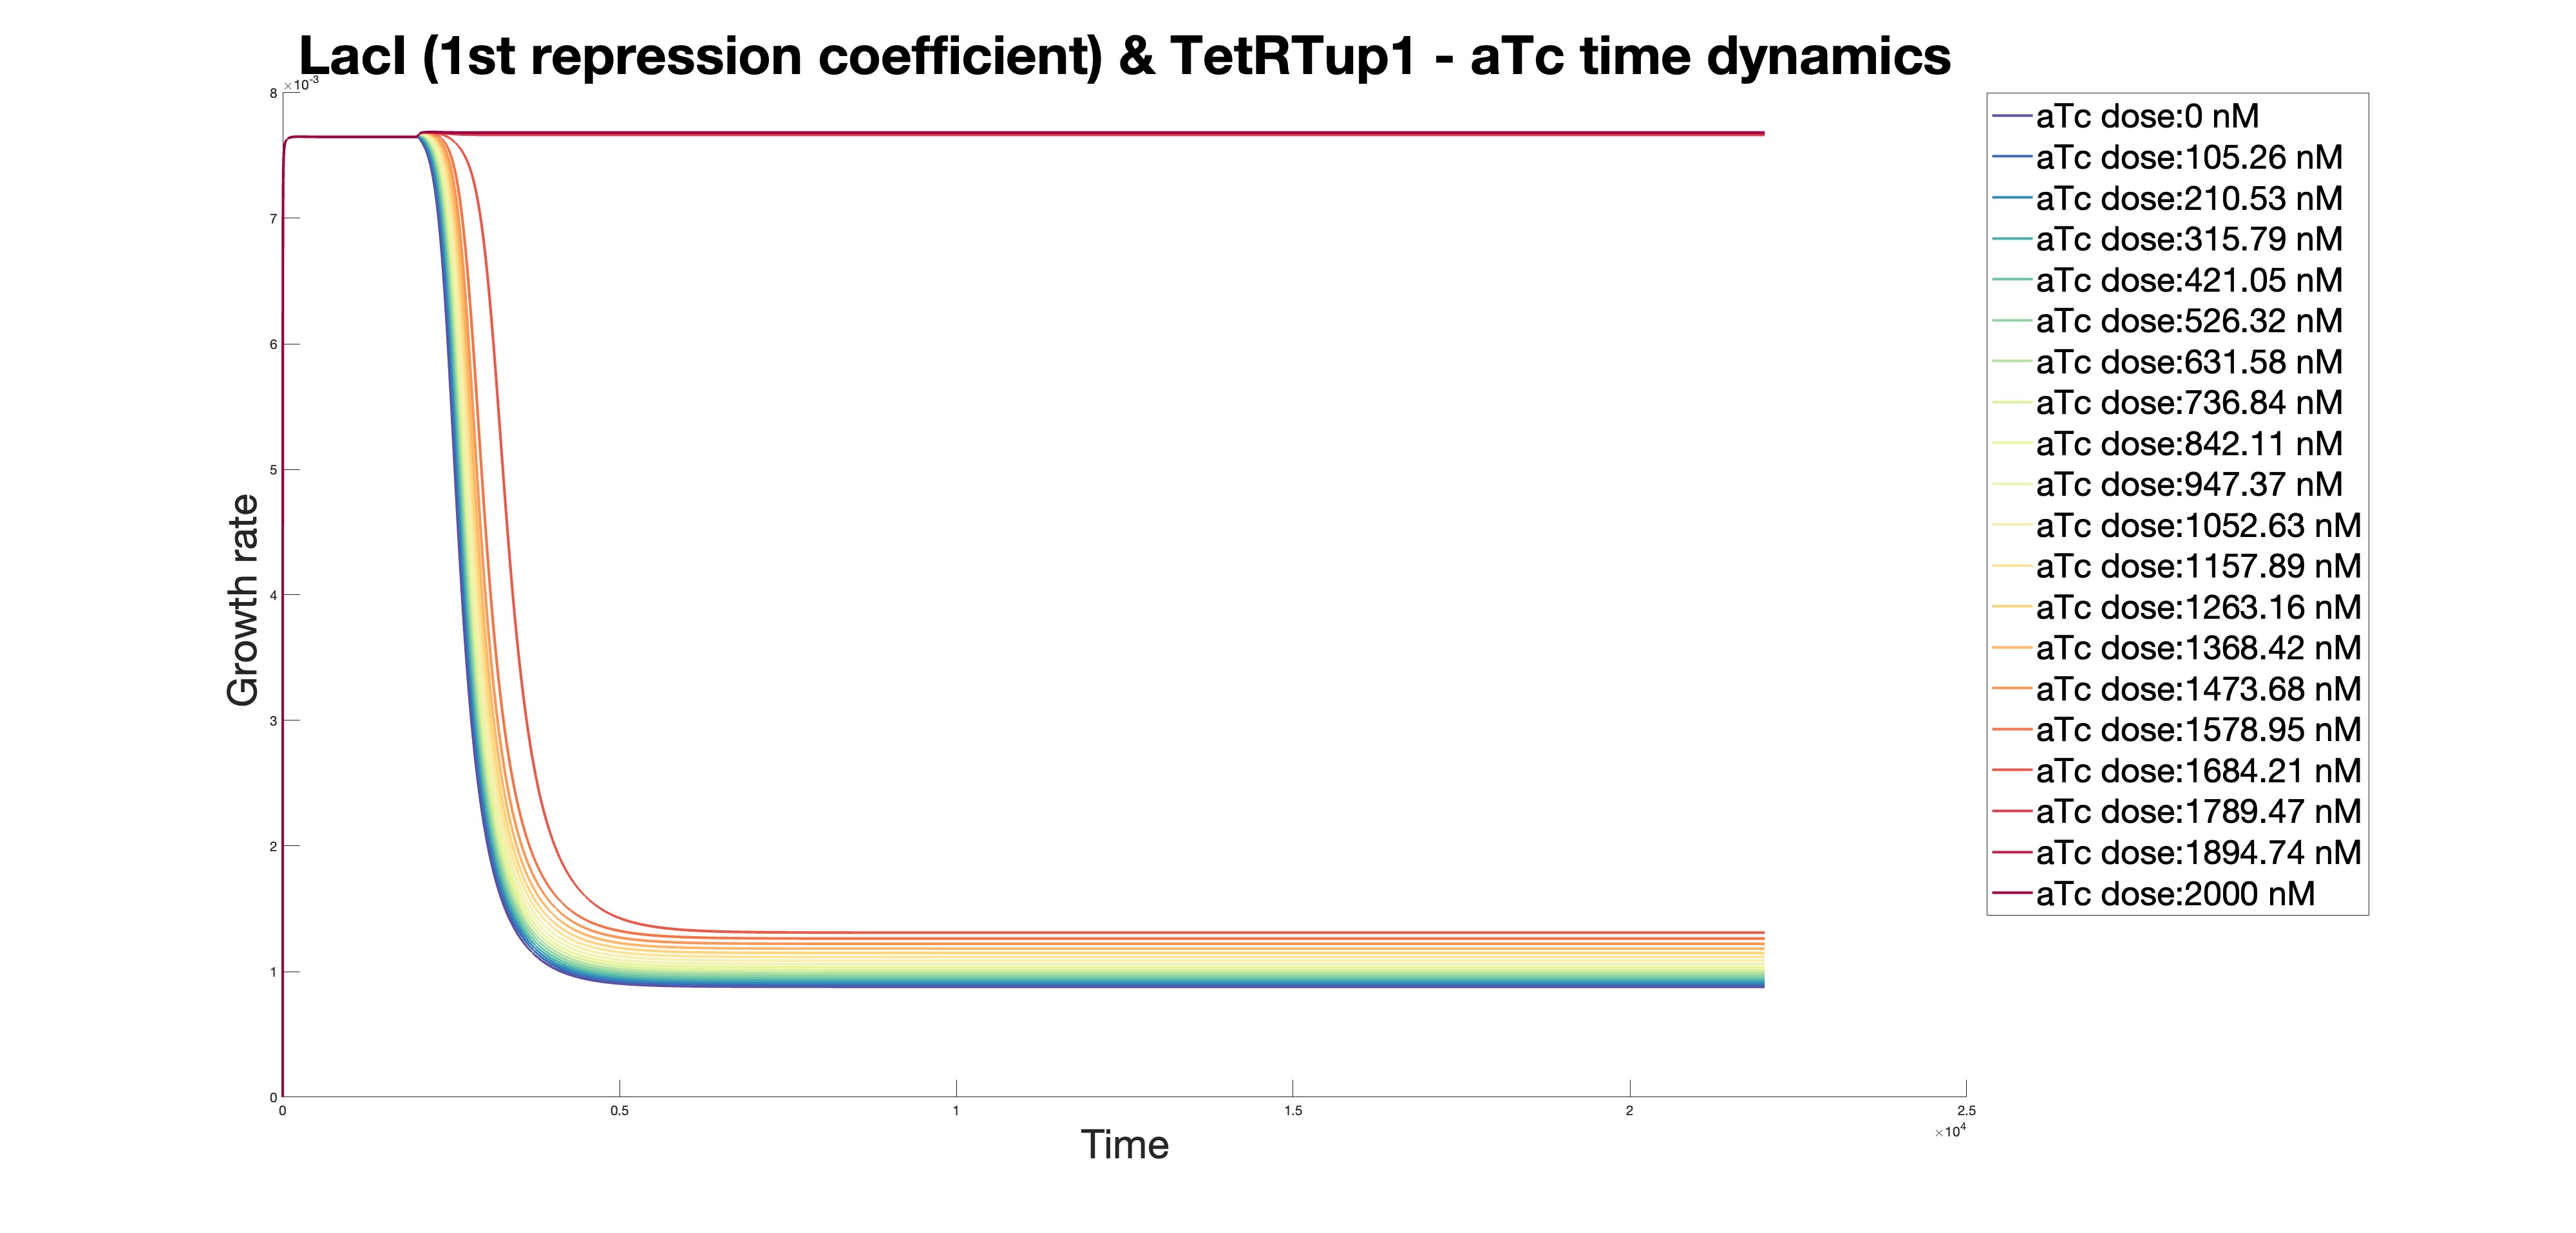 LacI (1st repression coefficient) & TetRTup1 - aTc time dynamics
×10-3
8
7
6
5
4
3
2
1
0
Growth rate
0 0.5 1 1.5 2 2.5
×104
Time
aTc dose:0 nM
aTc dose:105.26 nM
aTc dose:210.53 nM
aTc dose:315.79 nM
aTc dose:421.05 nM
aTc dose:526.32 nM
aTc dose:631.58 nM
aTc dose:736.84 nM
aTc dose:842.11 nM
aTc dose:947.37 nM
aTc dose:1052.63 nM
aTc dose:1157.89 nM
aTc dose:1263.16 nM
aTc dose:1368.42 nM
aTc dose:1473.68 nM
aTc dose:1578.95 nM
aTc dose:1684.21 nM
aTc dose:1789.47 nM
aTc dose:1894.74 nM
aTc dose:2000 nM